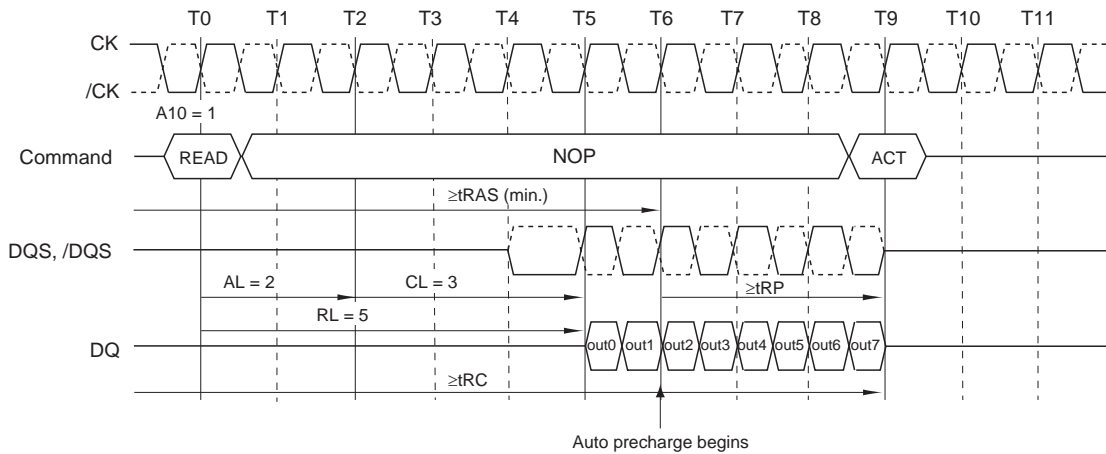 T0 T1 T2 T3 T4 T5 T6 T7 T8 T9 T10 T11
CK
/CK
A10 = 1
Command READ NOP ACT
≥tRAS (min.)
DQS, /DQS
AL = 2 CL = 3 ≥tRP
RL = 5
DQ out0 out1 out2 out3 out4 out5 out6 out7
≥tRC
Auto precharge begins